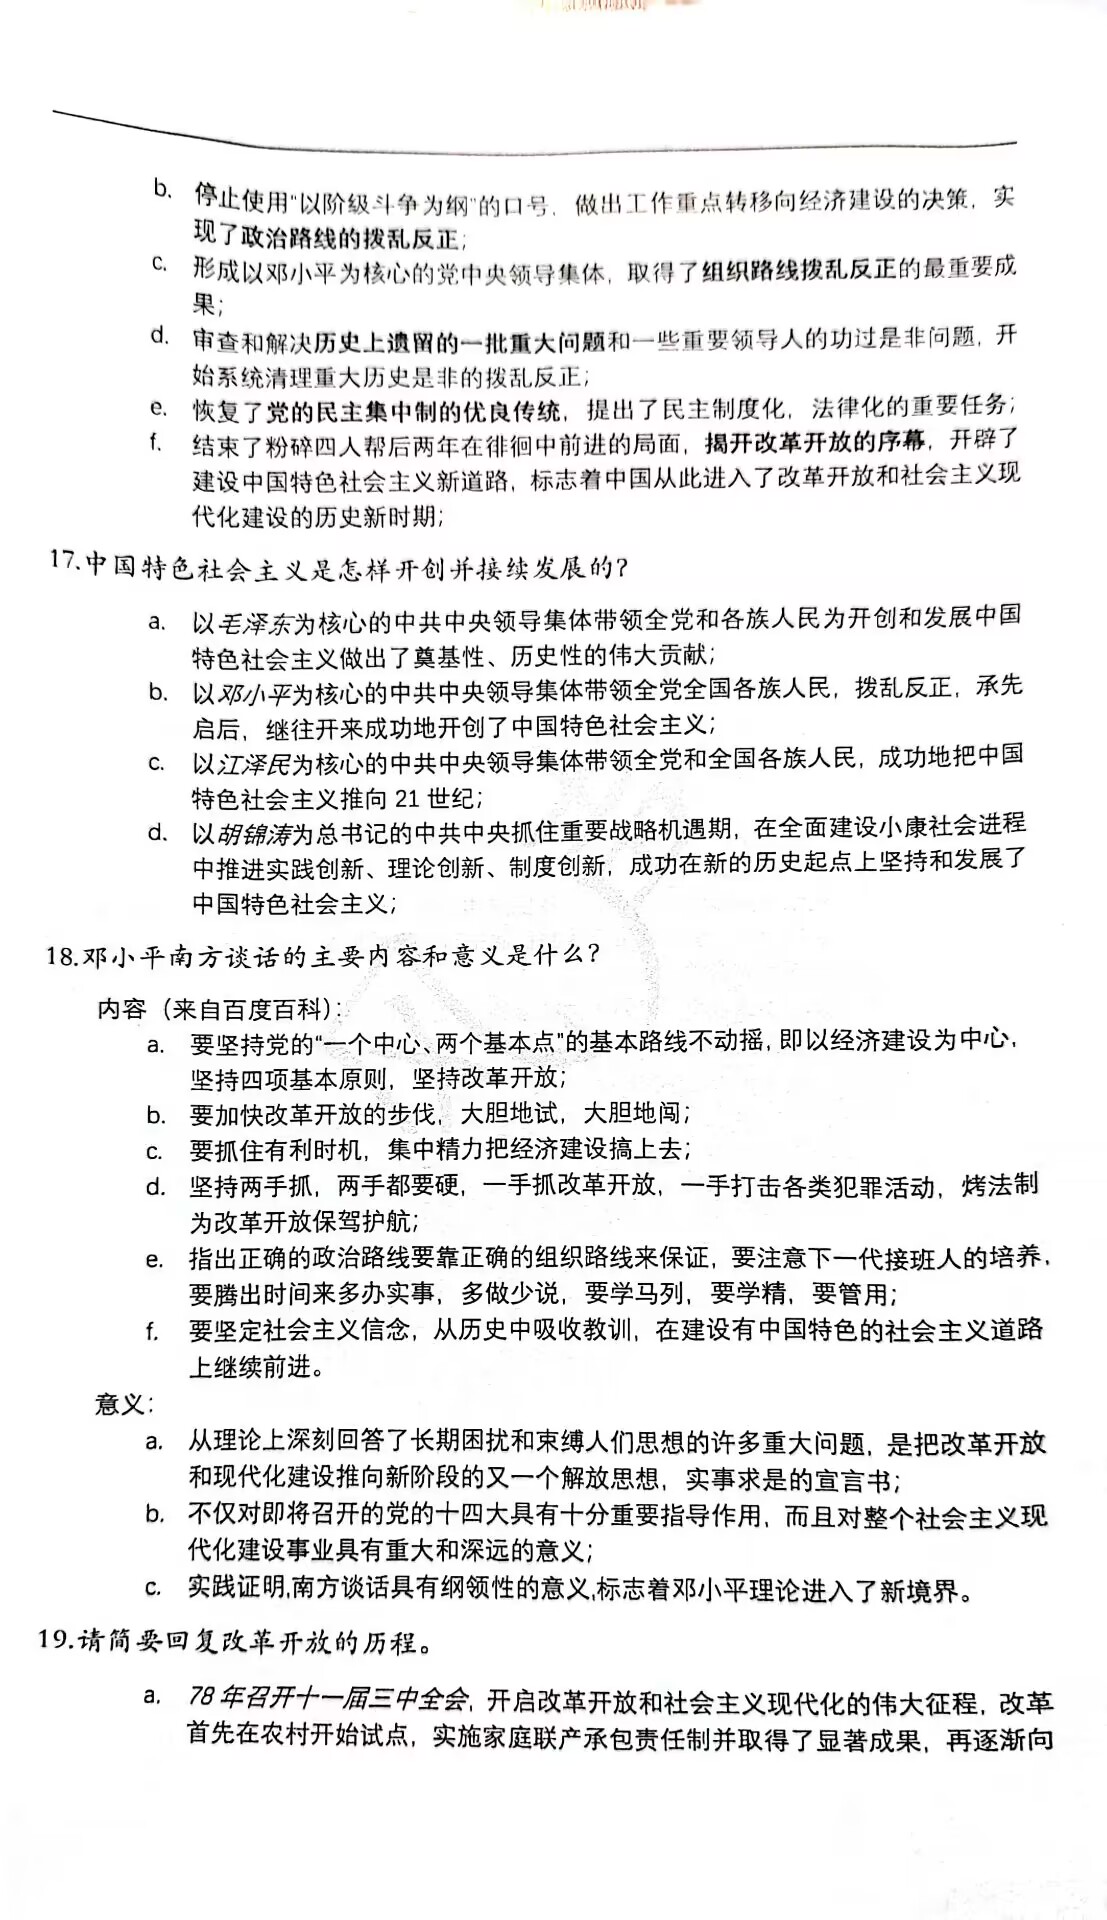 b. 停止使用“以阶级斗争为纲”的口号，做出工作重点转移向经济建设的决策，实
现了政治路线的拨乱反正；
c. 形成以邓小平为核心的党中央领导集体，取得了组织路线拨乱反正的最重要成
果；
d. 审查和解决历史上遗留的一批重大问题和一些重要领导人的功过是非问题，开
始系统清理重大历史是非的拨乱反正；
e. 恢复了党的民主集中制的优良传统，提出了民主制度化，法律化的重要任务；
f. 结束了粉碎四人帮后两年在徘徊中前进的局面，揭开改革开放的序幕，开辟了
建设中国特色社会主义新道路，标志着中国从此进入了改革开放和社会主义现
代化建设的历史新时期；
17.中国特色社会主义是怎样开创并接续发展的？
a. 以毛泽东为核心的中共中央领导集体带领全党和各族人民为开创和发展中国
特色社会主义做出了奠基性、历史性的伟大贡献；
b. 以邓小平为核心的中共中央领导集体带领全党全国各族人民，拨乱反正，承先
启后，继往开来成功地开创了中国特色社会主义；
c. 以江泽民为核心的中共中央领导集体带领全党和全国各族人民，成功地把中国
特色社会主义推向 21 世纪；
d. 以胡锦涛为总书记的中共中央抓住重要战略机遇期，在全面建设小康社会进程
中推进实践创新、理论创新、制度创新，成功在新的历史起点上坚持和发展了
中国特色社会主义；
18.邓小平南方谈话的主要内容和意义是什么？
内容（来自百度百科）：
a. 要坚持党的“一个中心、两个基本点”的基本路线不动摇，即以经济建设为中心，
坚持四项基本原则，坚持改革开放；
b. 要加快改革开放的步伐，大胆地试，大胆地闯；
c. 要抓住有利时机，集中精力把经济建设搞上去；
d. 坚持两手抓，两手都要硬，一手抓改革开放，一手打击各类犯罪活动，烤法制
为改革开放保驾护航；
e. 指出正确的政治路线要靠正确的组织路线来保证，要注意下一代接班人的培养，
要腾出时间来多办实事，多做少说，要学马列，要学精，要管用；
f. 要坚定社会主义信念，从历史中吸收教训，在建设有中国特色的社会主义道路
上继续前进。
意义：
a. 从理论上深刻回答了长期困扰和束缚人们思想的许多重大问题，是把改革开放
和现代化建设推向新阶段的又一个解放思想，实事求是的宣言书；
b. 不仅对即将召开的党的十四大具有十分重要指导作用，而且对整个社会主义现
代化建设事业具有重大和深远的意义；
c. 实践证明,南方谈话具有纲领性的意义,标志着邓小平理论进入了新境界。
19.请简要回复改革开放的历程。
a. 78 年召开十一届三中全会，开启改革开放和社会主义现代化的伟大征程，改革
首先在农村开始试点，实施家庭联产承包责任制并取得了显著成果，再逐渐向